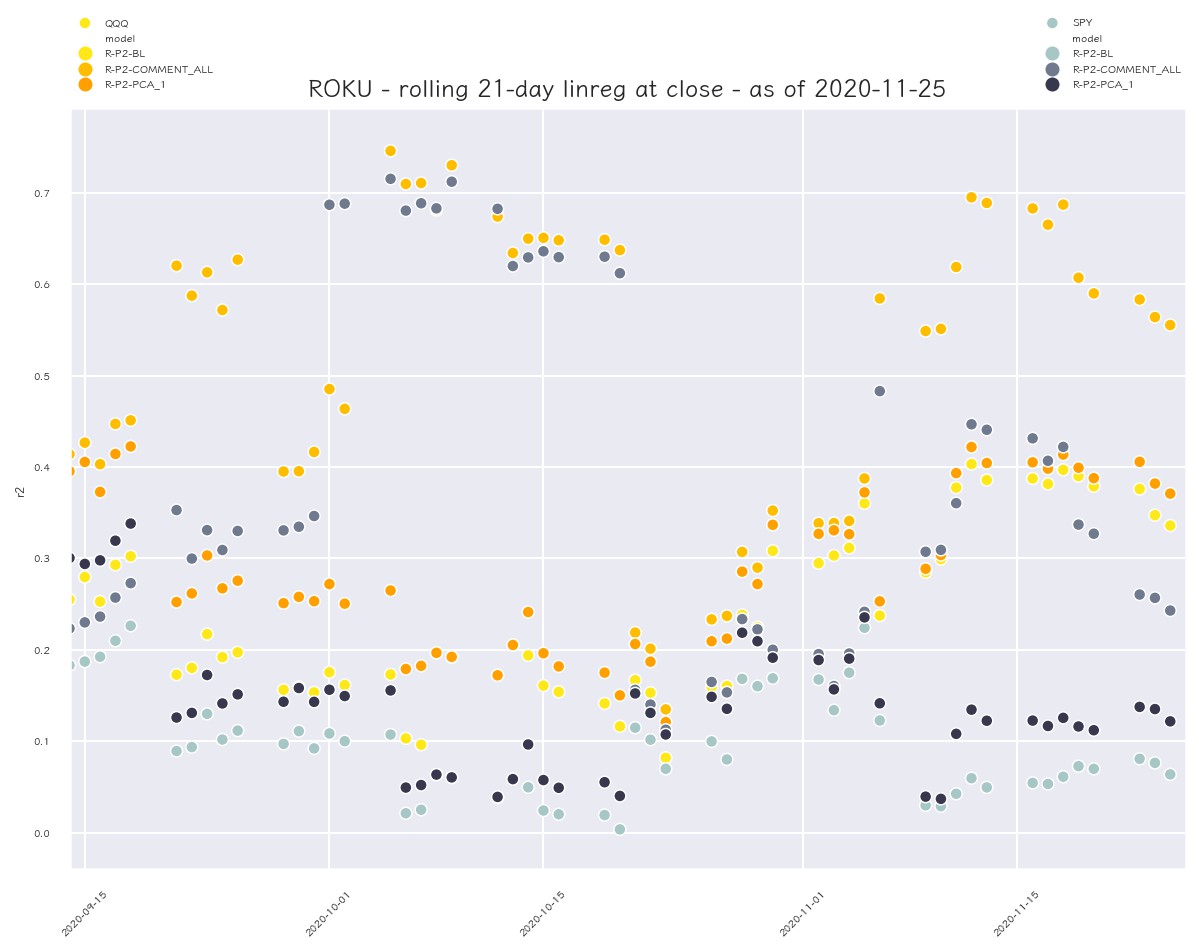 QQQ
model
R-P2-BL
R-P2-COMMENT_ALL
R-P2-PCA_1
SPY
model
R-P2-BL
R-P2-COMMENT_ALL
R-P2-PCA_1
ROKU - rolling 21-day linreg at close - as of 2020-11-25
0.7
0.6
0.5
0.4
0.3
0.2
0.1
0.0
r2
2020-09-15
2020-10-01
2020-10-15
2020-11-01
2020-11-15